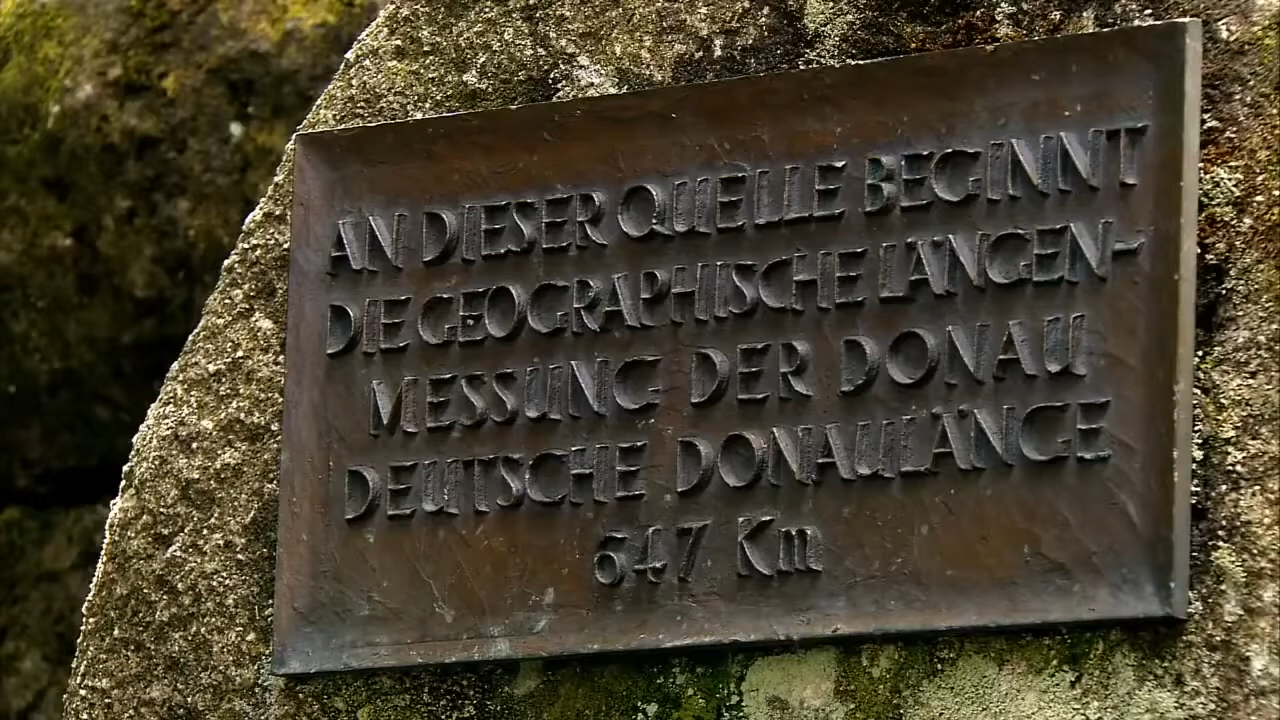 AN DIESER QUELLE BEGINNT
DIE GEOGRAPHISCHE LÄNGEN-
MESSUNG DER DONAU
DEUTSCHE DONAULÄNGE
647 Km